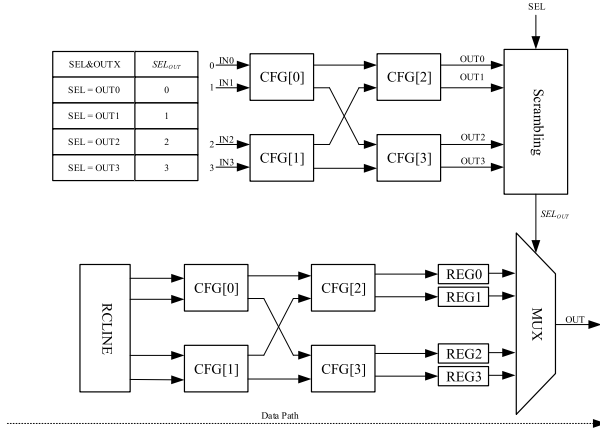 SEL
SEL&OUTX SEL_OUT
SEL = OUT0 0
SEL = OUT1 1
SEL = OUT2 2
SEL = OUT3 3
0 IN0
1 IN1
2 IN2
3 IN3
CFG[0]
CFG[2]
CFG[1]
CFG[3]
OUT0
OUT1
OUT2
OUT3
Scrambling
SEL_OUT
RCLINE
CFG[0]
CFG[2]
CFG[1]
CFG[3]
REG0
REG1
REG2
REG3
MUX
OUT
Data Path